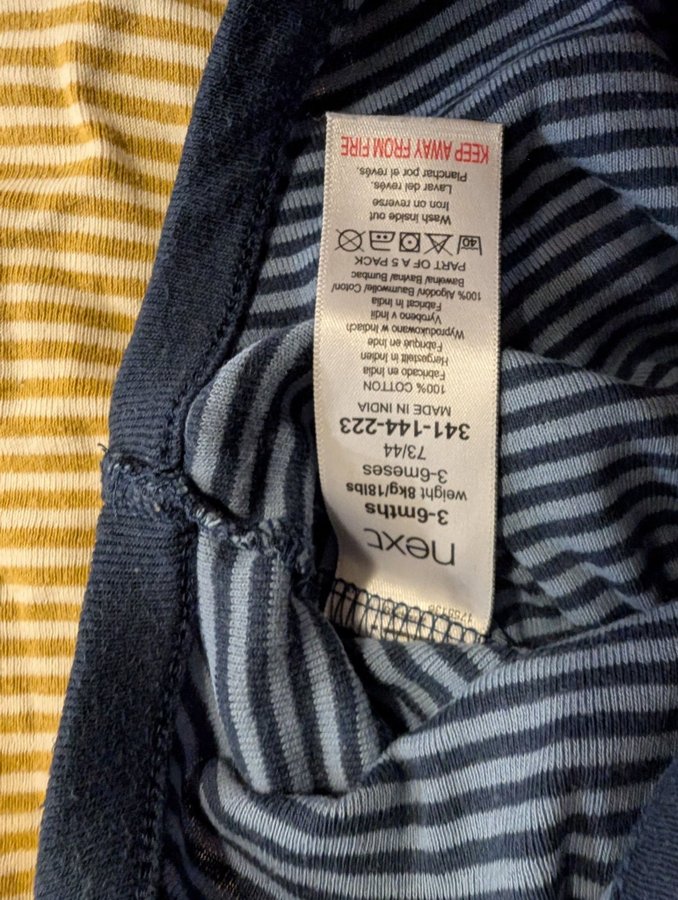 next
3-6mths
weight 8kg/18lbs
3-6meses
73/44
341-144-223
MADE IN INDIA
100% COTTON
Fabricado en India
Hergestellt in Indien
Fabriqué en Inde
Wyprodukowano w Indiach
Vyrobeno v Indii
Fabricat în India
100% Algodón/ Baumwolle/ Coton/
Bawełna/ Bavlna/ Bumbac
PART OF A 5 PACK
40
Wash inside out
Iron on reverse
Lavar del revés.
Planchar por el revés.
KEEP AWAY FROM FIRE